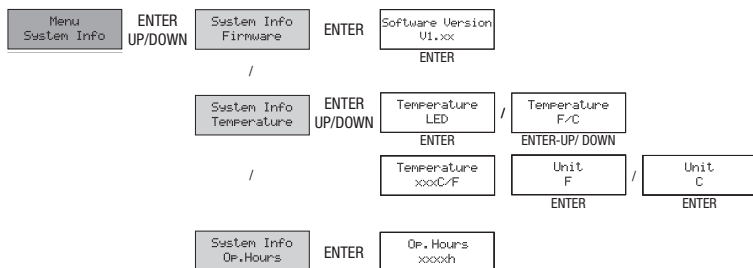 Menu
System Info
ENTER
UP/DOWN
System Info
Firmware
ENTER
Software Version
V1.xx
ENTER
/
System Info
Temperature
ENTER
UP/DOWN
Temperature
LED
ENTER
/
Temperature
F/C
ENTER-UP/ DOWN
/
Temperature
xxxC/F
Unit
F
ENTER
/
Unit
C
ENTER
System Info
Op.Hours
ENTER
Op.Hours
xxxxh